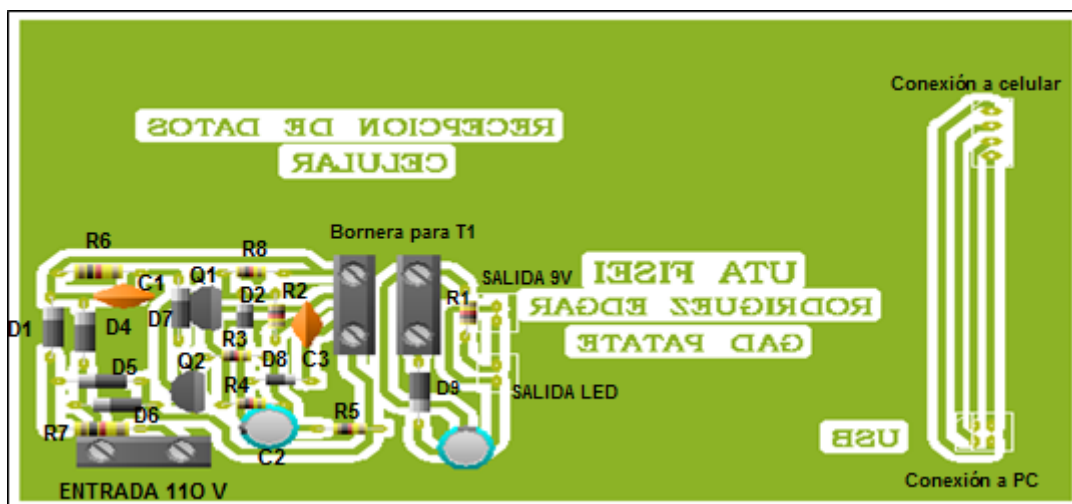 Conexión a celular
RECEPCION DE DATOS
CELULAR
Bornera para T1
R6
R8
C1
Q1
D2
R2
D7
D1
D4
C3
R3
D8
R1
SALIDA 9V
UTA FISEI
RODRIGUEZ EDGAR
GAD PATATE
D5
Q2
R4
D9
SALIDA LED
D6
R7
C2
R5
USB
ENTRADA 110 V
Conexión a PC